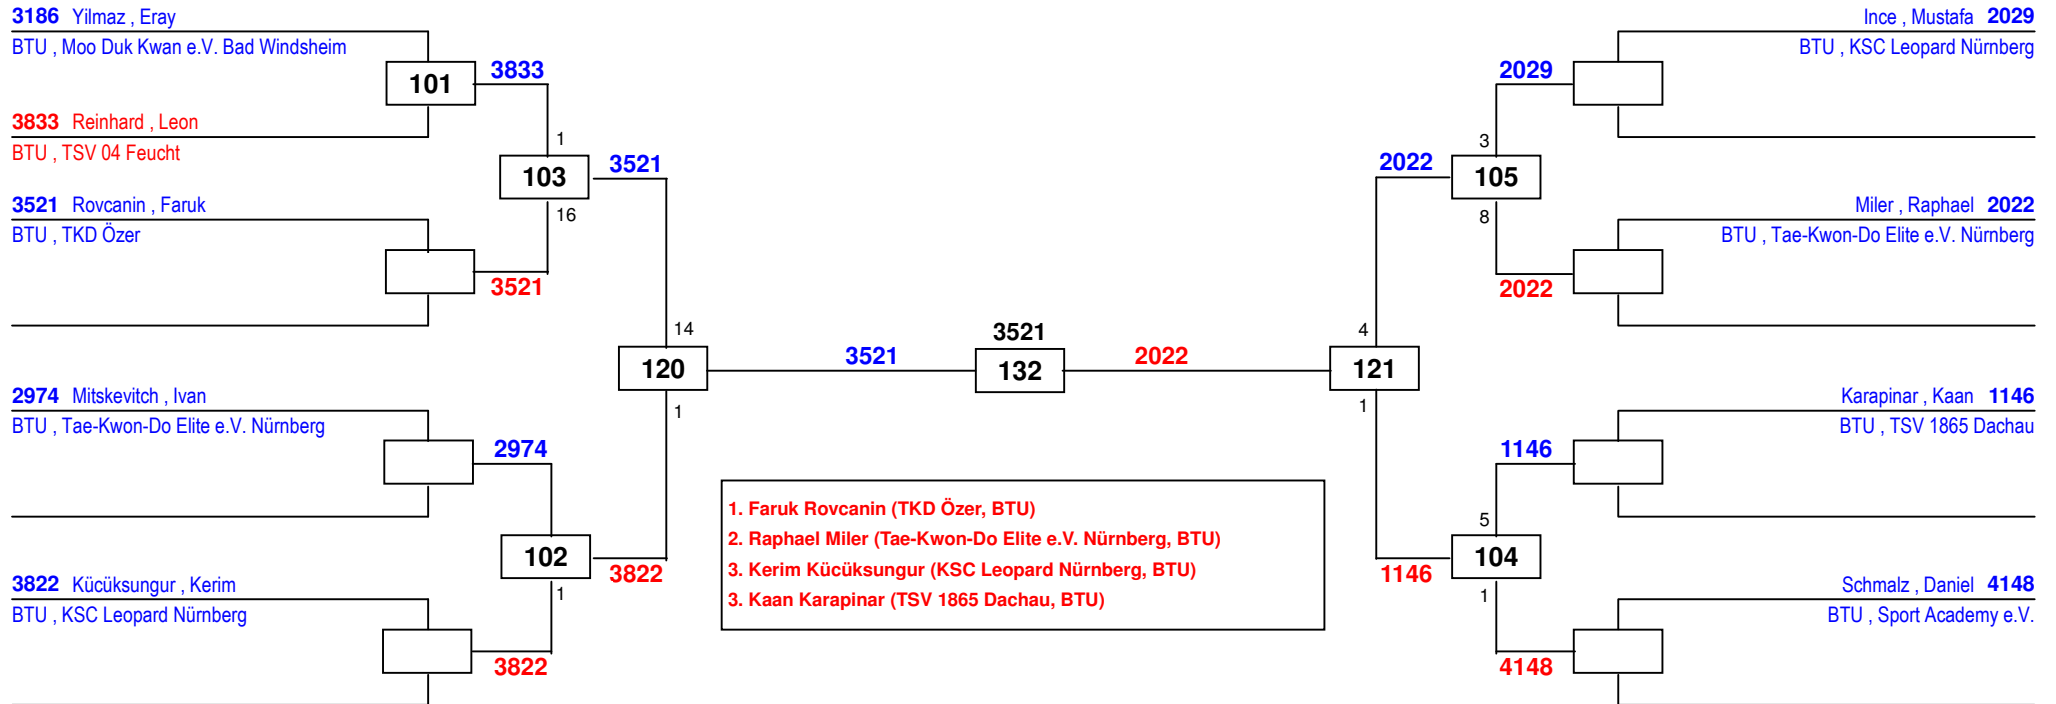 3186 Yilmaz , Eray
BTU , Moo Duk Kwan e.V. Bad Windsheim
101
3833
3833 Reinhard , Leon
BTU , TSV 04 Feucht
1
103
3521
16
3521 Rovcanin , Faruk
BTU , TKD Özer
3521
14
120
3521
1
2974 Mitskevitch , Ivan
BTU , Tae-Kwon-Do Elite e.V. Nürnberg
2974
102
3822
1
3822 Kücüksungur , Kerim
BTU , KSC Leopard Nürnberg
3822
3521
132
2022
1. Faruk Rovcanin (TKD Özer, BTU)
2. Raphael Miler (Tae-Kwon-Do Elite e.V. Nürnberg, BTU)
3. Kerim Kücüksungur (KSC Leopard Nürnberg, BTU)
3. Kaan Karapinar (TSV 1865 Dachau, BTU)
Ince , Mustafa 2029
BTU , KSC Leopard Nürnberg
2029
3
2022
105
8
Miler , Raphael 2022
BTU , Tae-Kwon-Do Elite e.V. Nürnberg
2022
4
121
1
Karapinar , Kaan 1146
BTU , TSV 1865 Dachau
1146
5
104
1146
1
Schmalz , Daniel 4148
BTU , Sport Academy e.V.
4148